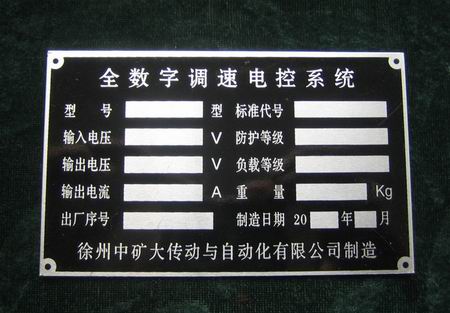 全数字调速电控系统
型 号 型 标准代号
输入电压 V 防护等级
输出电压 V 负载等级
输出电流 A 重 量 Kg
出厂序号 制造日期 20 年 月
徐州中矿大传动与自动化有限公司制造